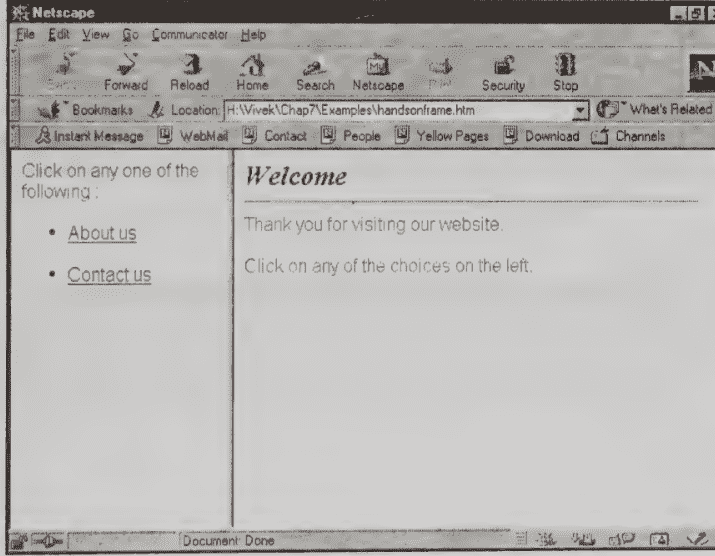 Netscape
File Edit View Go Communicator Help
Forward Reload Home Search Netscape Print Security Stop
Bookmarks Location: H:\Vivek\Chap7\Examples\handsonframe.htm What's Related
Instant Message WebMail Contact People Yellow Pages Download Channels
Click on any one of the
following :
• About us
• Contact us
Welcome
Thank you for visiting our website.
Click on any of the choices on the left.
Document: Done